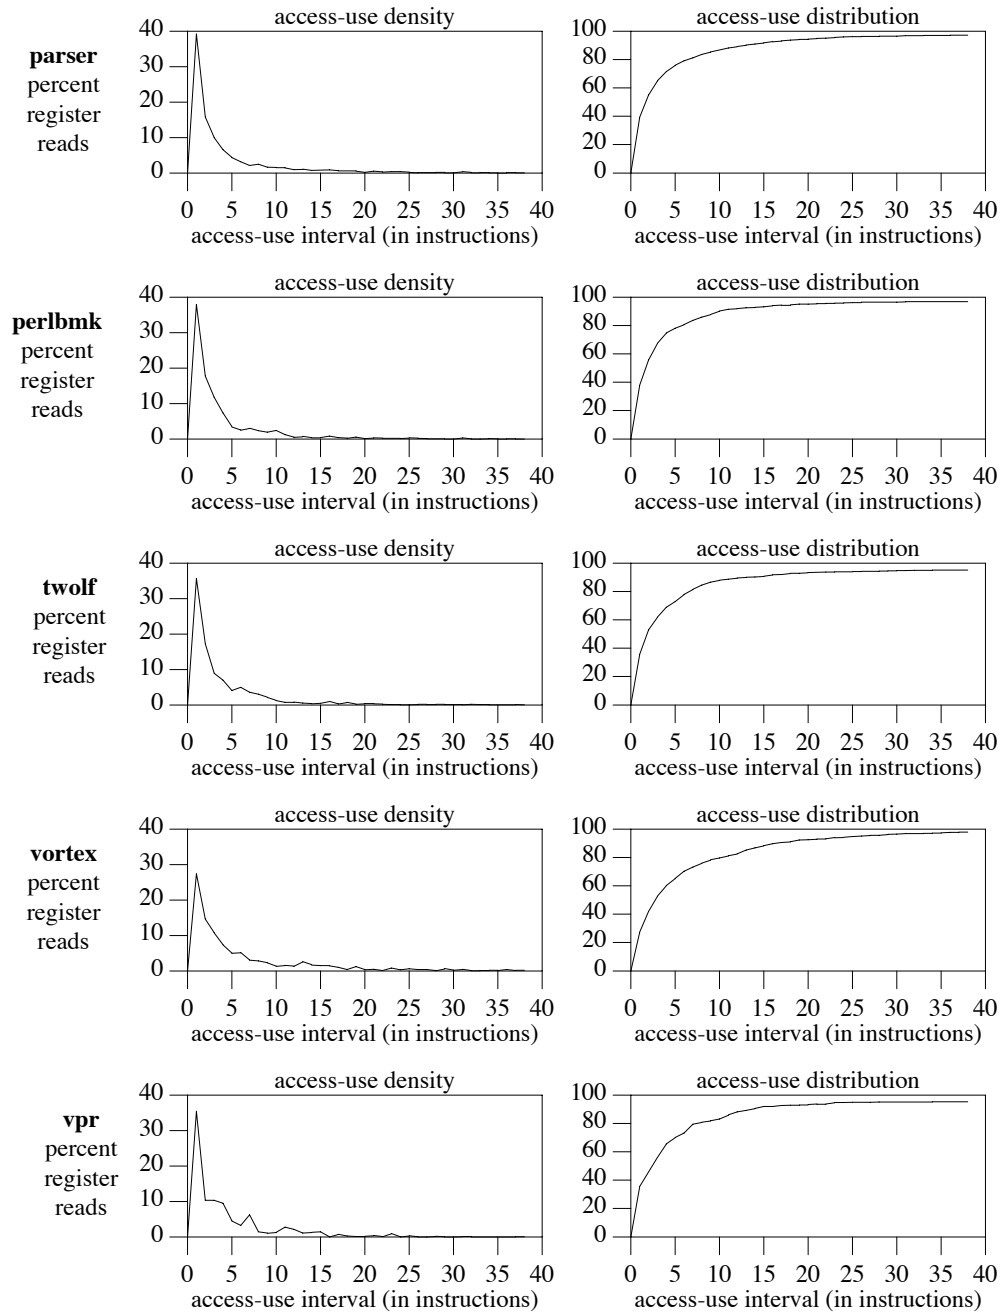 access-use density access-use distribution
parser
percent
register
reads
40
30
20
10
0
100
80
60
40
20
0
0 5 10 15 20 25 30 35 40 0 5 10 15 20 25 30 35 40
access-use interval (in instructions) access-use interval (in instructions)
access-use density access-use distribution
perlbmk
percent
register
reads
40
30
20
10
0
100
80
60
40
20
0
0 5 10 15 20 25 30 35 40 0 5 10 15 20 25 30 35 40
access-use interval (in instructions) access-use interval (in instructions)
access-use density access-use distribution
twolf
percent
register
reads
40
30
20
10
0
100
80
60
40
20
0
0 5 10 15 20 25 30 35 40 0 5 10 15 20 25 30 35 40
access-use interval (in instructions) access-use interval (in instructions)
access-use density access-use distribution
vortex
percent
register
reads
40
30
20
10
0
100
80
60
40
20
0
0 5 10 15 20 25 30 35 40 0 5 10 15 20 25 30 35 40
access-use interval (in instructions) access-use interval (in instructions)
access-use density access-use distribution
vpr
percent
register
reads
40
30
20
10
0
100
80
60
40
20
0
0 5 10 15 20 25 30 35 40 0 5 10 15 20 25 30 35 40
access-use interval (in instructions) access-use interval (in instructions)